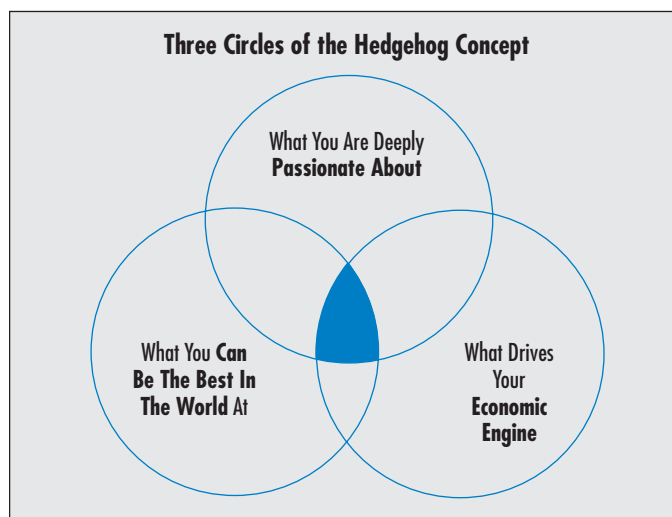 Three Circles of the Hedgehog Concept
What You Are Deeply
Passionate About
What You Can
Be The Best In
The World At
What Drives
Your
Economic
Engine